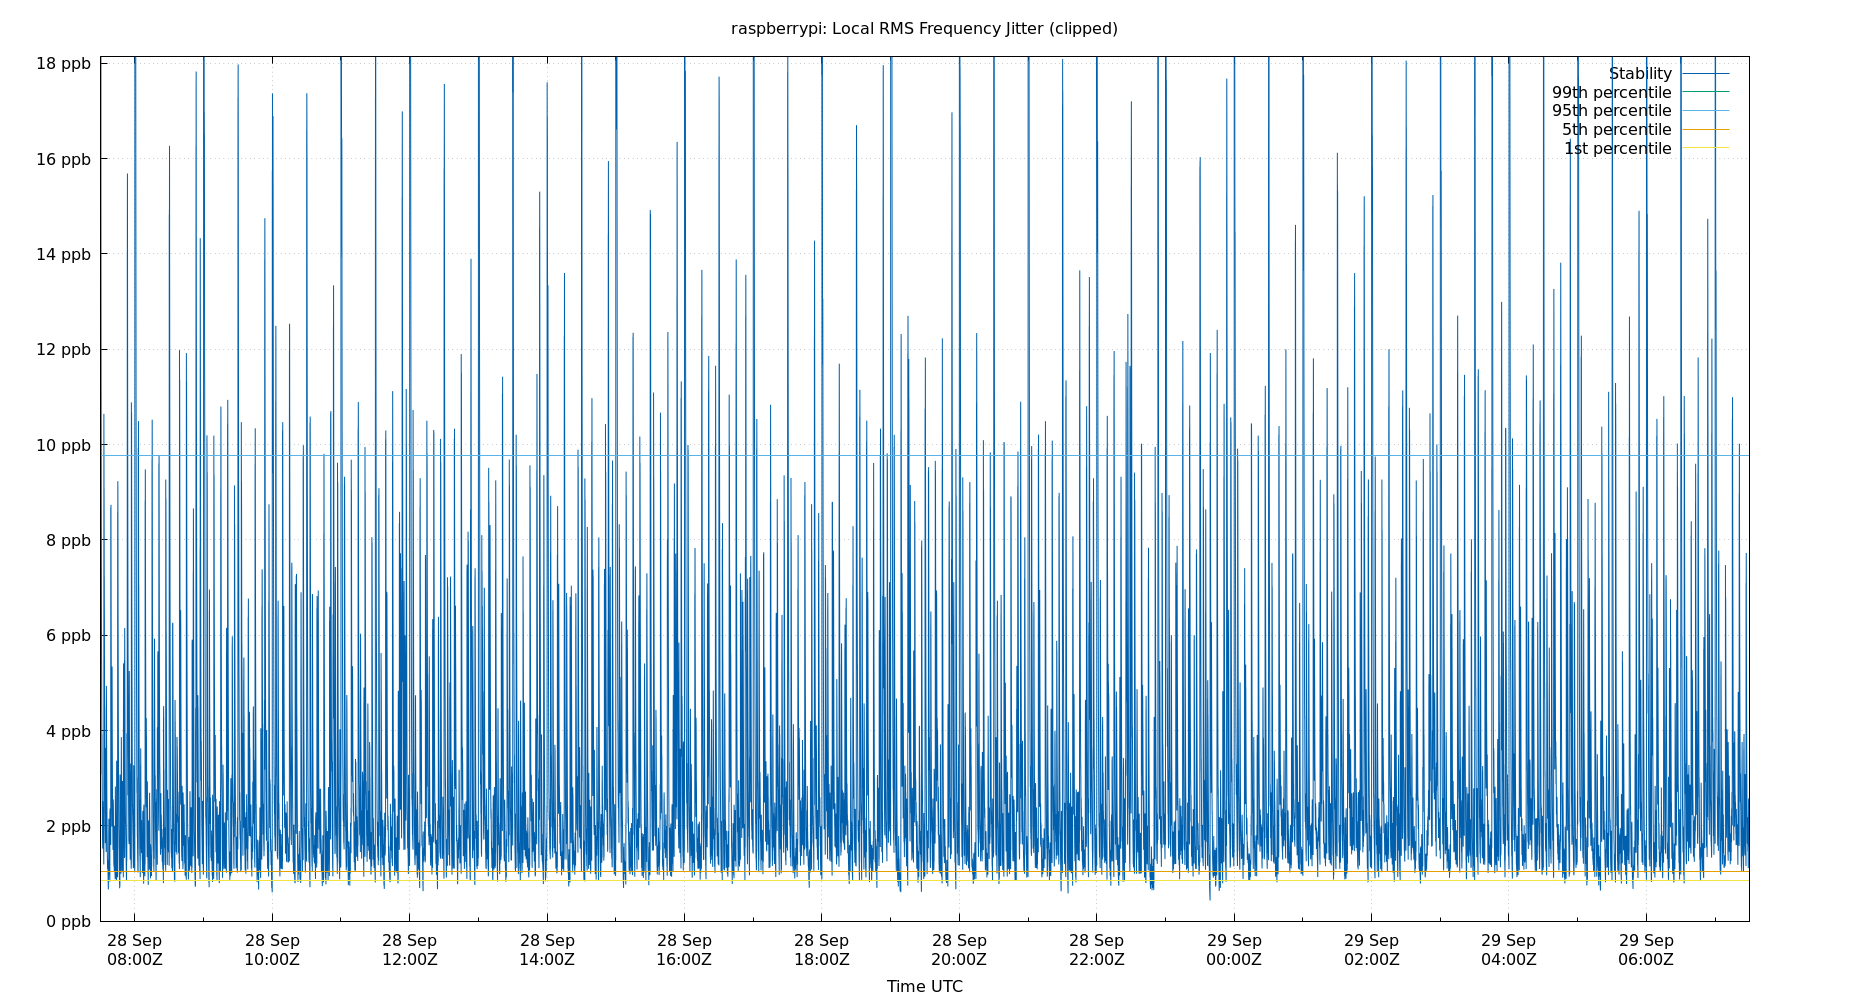 raspberrypi: Local RMS Frequency Jitter (clipped)
18 ppb
16 ppb
14 ppb
12 ppb
10 ppb
8 ppb
6 ppb
4 ppb
2 ppb
0 ppb
Stability
99th percentile
95th percentile
5th percentile
1st percentile
28 Sep 28 Sep 28 Sep 28 Sep 28 Sep 28 Sep 28 Sep 28 Sep 29 Sep 29 Sep 29 Sep 29 Sep
08:00Z 10:00Z 12:00Z 14:00Z 16:00Z 18:00Z 20:00Z 22:00Z 00:00Z 02:00Z 04:00Z 06:00Z
Time UTC